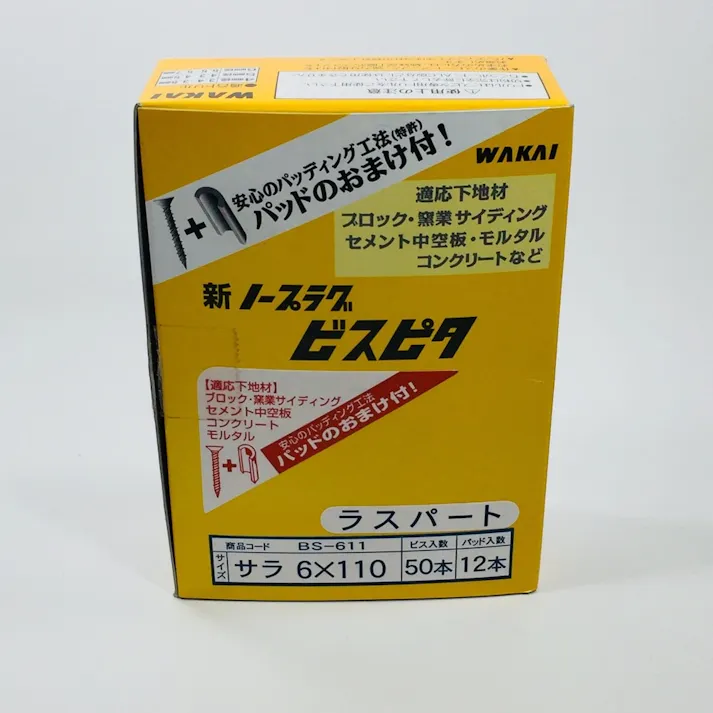 WAKAI
⚠使用上の注意
安心のパッディング工法(特許)
パッドのおまけ付!
WAKAI
適応下地材
ブロック・窯業サイディング
セメント中空板・モルタル
コンクリートなど
新 ノープラグ
ビスピタ
【適応下地材】
ブロック・窯業サイディング
セメント中空板
コンクリート
モルタル
安心のパッディング工法
パッドのおまけ付!
ラスパート
商品コード BS-611 ビス入数 パッド入数
サイズ サラ 6×110 50本 12本